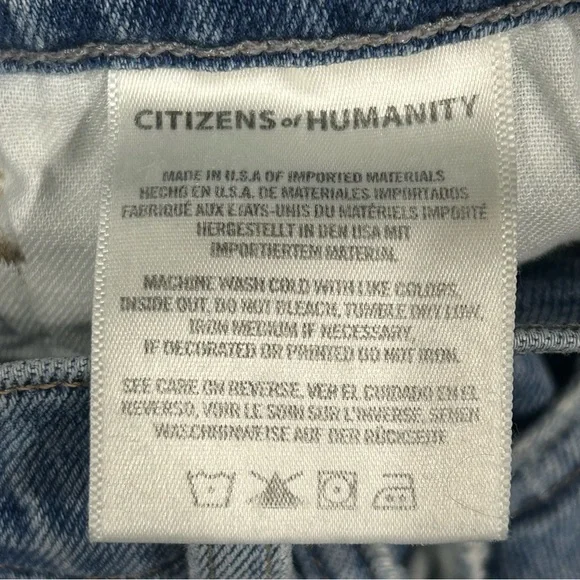 CITIZENS of HUMANITY
MADE IN U.S.A OF IMPORTED MATERIALS
HECHO EN U.S.A. DE MATERIALES IMPORTADOS
FABRIQUÉ AUX ETATS-UNIS DU MATÉRIELS IMPORTÉ
HERGESTELLT IN DEN USA MIT
IMPORTIERTEM MATERIAL.
MACHINE WASH COLD WITH LIKE COLORS,
INSIDE OUT, DO NOT BLEACH, TUMBLE DRY LOW,
IRON MEDIUM IF NECESSARY,
IF DECORATED OR PRINTED DO NOT IRON.
SEE CARE ON REVERSE, VER EL CUIDADO EN EL
REVERSO, VOIR LE SOIN SUR L'INVERSE, SEHEN
WASCHHINWEISE AUF DER RÜCKSEITE